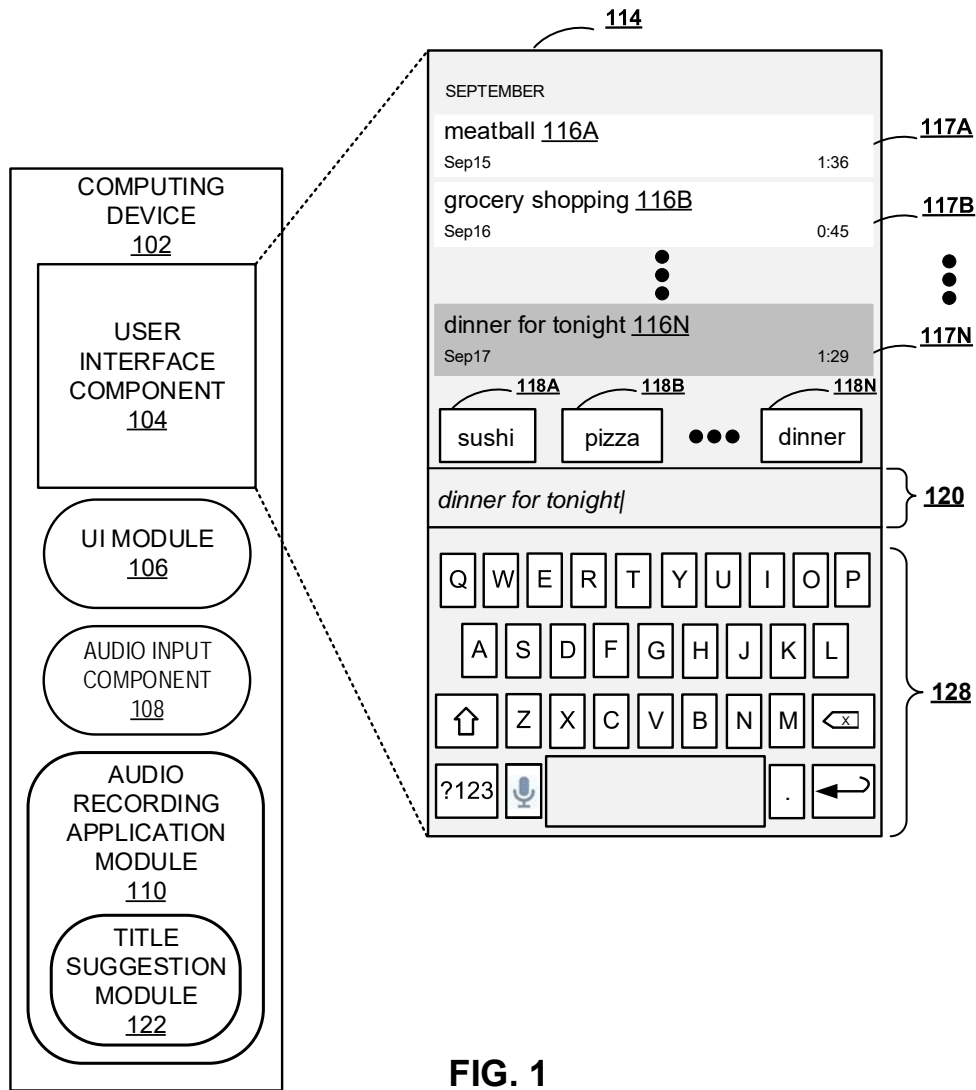 114
SEPTEMBER
meatball 116A
Sep15 1:36
117A
grocery shopping 116B
Sep16 0:45
117B
dinner for tonight 116N
Sep17 1:29
117N
118A 118B 118N
sushi pizza dinner
dinner for tonight|
120
Q W E R T Y U I O P
A S D F G H J K L
Z X C V B N M x
?123 .
128
COMPUTING
DEVICE
102
USER
INTERFACE
COMPONENT
104
UI MODULE
106
AUDIO INPUT
COMPONENT
108
AUDIO
RECORDING
APPLICATION
MODULE
110
TITLE
SUGGESTION
MODULE
122
FIG. 1